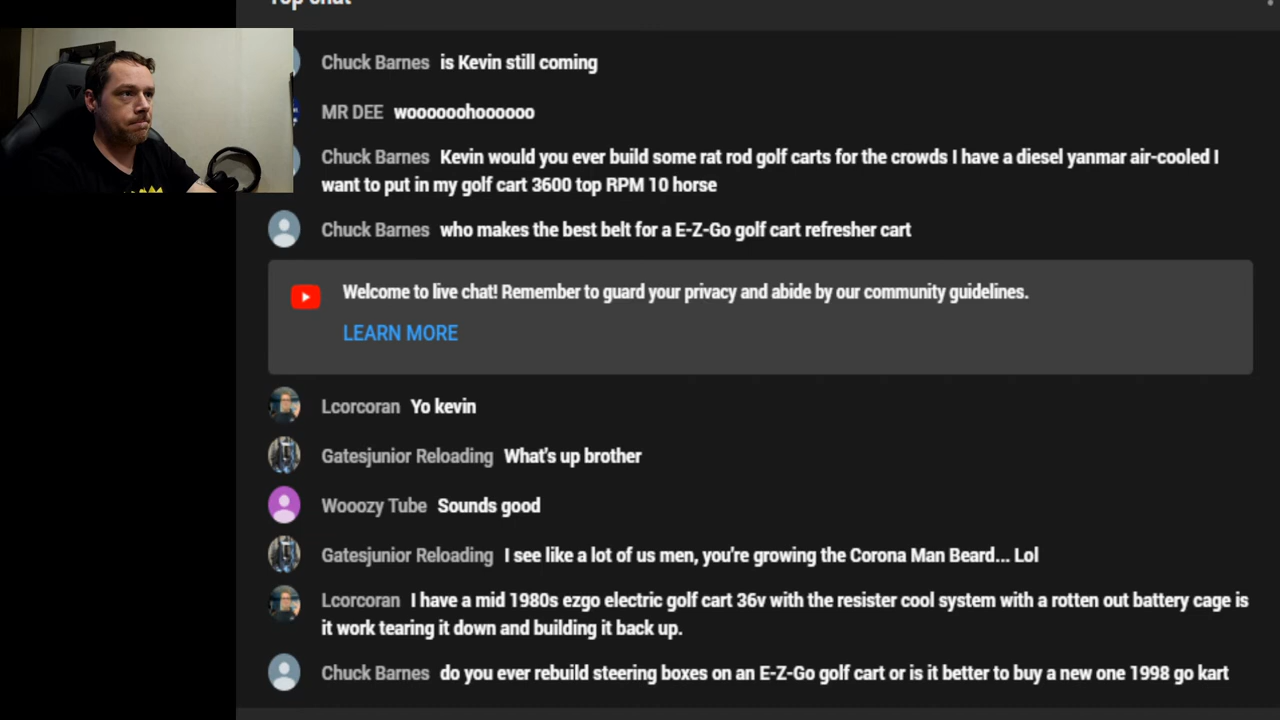 Top chat
Chuck Barnes is Kevin still coming
MR DEE woooooohoooooo
Chuck Barnes Kevin would you ever build some rat rod golf carts for the crowds I have a diesel yanmar air-cooled I
want to put in my golf cart 3600 top RPM 10 horse
Chuck Barnes who makes the best belt for a E-Z-Go golf cart refresher cart
Welcome to live chat! Remember to guard your privacy and abide by our community guidelines.
LEARN MORE
Lcorcoran Yo kevin
Gatesjunior Reloading What's up brother
Wooozy Tube Sounds good
Gatesjunior Reloading I see like a lot of us men, you're growing the Corona Man Beard... Lol
Lcorcoran I have a mid 1980s ezgo electric golf cart 36v with the resister cool system with a rotten out battery cage is
it work tearing it down and building it back up.
Chuck Barnes do you ever rebuild steering boxes on an E-Z-Go golf cart or is it better to buy a new one 1998 go kart